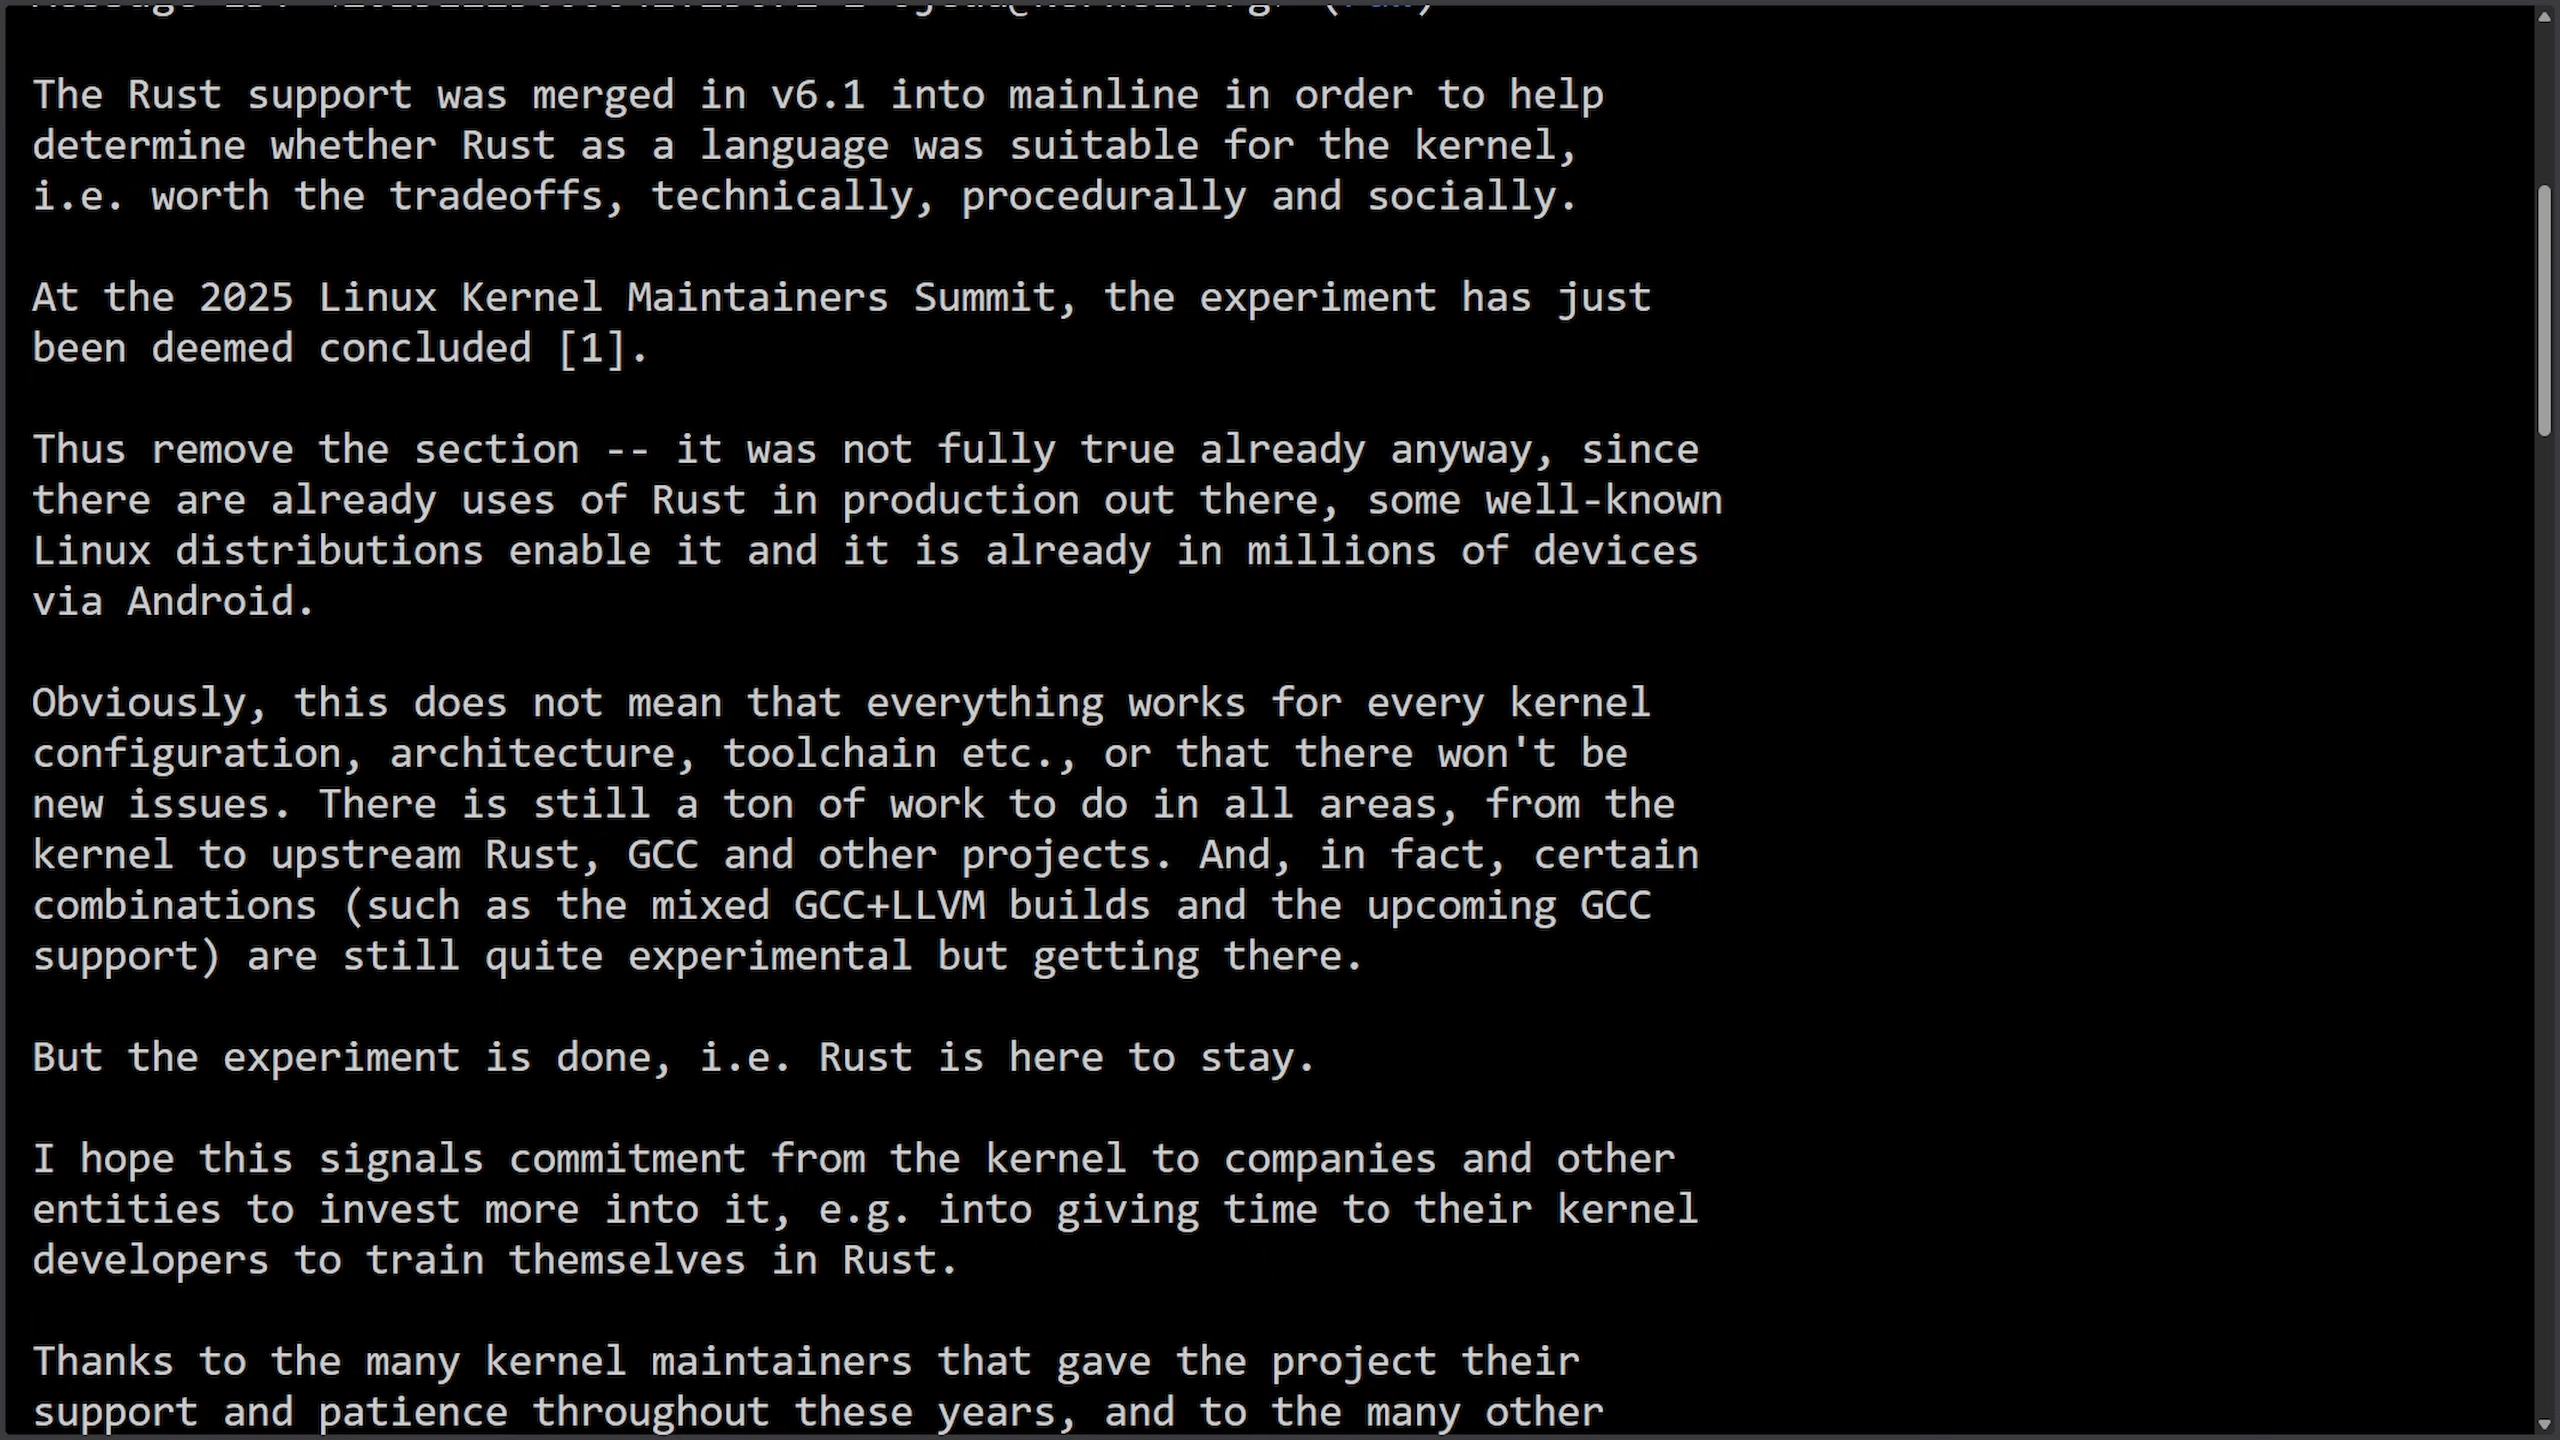 The Rust support was merged in v6.1 into mainline in order to help
determine whether Rust as a language was suitable for the kernel,
i.e. worth the tradeoffs, technically, procedurally and socially.
At the 2025 Linux Kernel Maintainers Summit, the experiment has just
been deemed concluded [1].
Thus remove the section -- it was not fully true already anyway, since
there are already uses of Rust in production out there, some well-known
Linux distributions enable it and it is already in millions of devices
via Android.
Obviously, this does not mean that everything works for every kernel
configuration, architecture, toolchain etc., or that there won't be
new issues. There is still a ton of work to do in all areas, from the
kernel to upstream Rust, GCC and other projects. And, in fact, certain
combinations (such as the mixed GCC+LLVM builds and the upcoming GCC
support) are still quite experimental but getting there.
But the experiment is done, i.e. Rust is here to stay.
I hope this signals commitment from the kernel to companies and other
entities to invest more into it, e.g. into giving time to their kernel
developers to train themselves in Rust.
Thanks to the many kernel maintainers that gave the project their
support and patience throughout these years, and to the many other